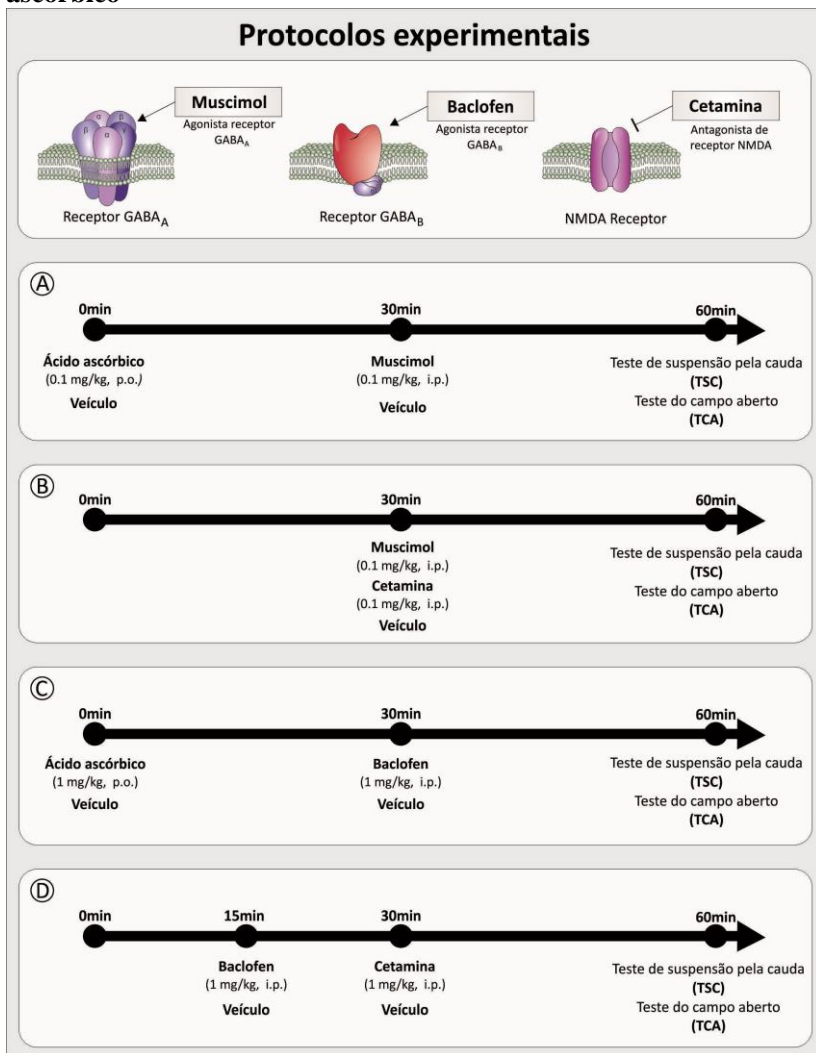 ascórbico
Protocolos experimentais
Muscimol
Agonista receptor
GABA_A
α
β
β
α
γ
Receptor GABA_A
Baclofen
Agonista receptor
GABA_B
Receptor GABA_B
Cetamina
Antagonista de
receptor NMDA
NMDA Receptor
A
0min
30min
60min
Ácido ascórbico
(0.1 mg/kg, p.o.)
Veículo
Muscimol
(0.1 mg/kg, i.p.)
Veículo
Teste de suspensão pela cauda
(TSC)
Teste do campo aberto
(TCA)
B
0min
30min
60min
Muscimol
(0.1 mg/kg, i.p.)
Cetamina
(0.1 mg/kg, i.p.)
Veículo
Teste de suspensão pela cauda
(TSC)
Teste do campo aberto
(TCA)
C
0min
30min
60min
Ácido ascórbico
(1 mg/kg, p.o.)
Veículo
Baclofen
(1 mg/kg, i.p.)
Veículo
Teste de suspensão pela cauda
(TSC)
Teste do campo aberto
(TCA)
D
0min
15min
30min
60min
Baclofen
(1 mg/kg, i.p.)
Veículo
Cetamina
(1 mg/kg, i.p.)
Veículo
Teste de suspensão pela cauda
(TSC)
Teste do campo aberto
(TCA)